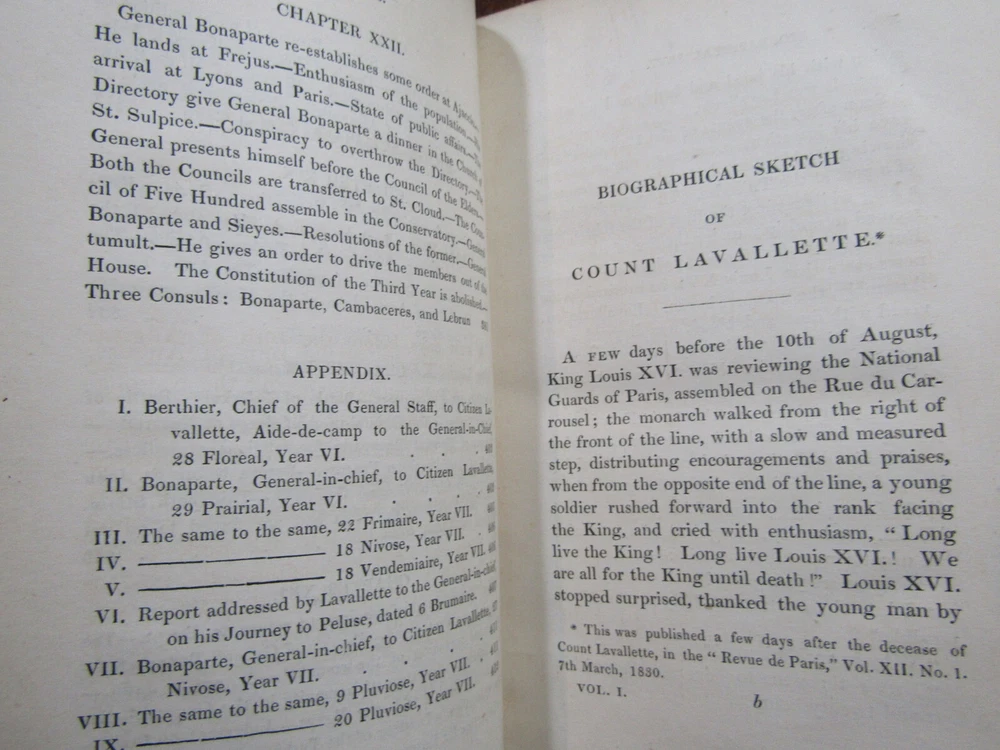 CHAPTER XXII.
General Bonaparte re-establishes some order at
He lands at Frejus.—Enthusiasm of the population.—
arrival at Lyons and Paris.—State of public affairs.—
Directory give General Bonaparte a dinner in the Church of
St. Sulpice.—Conspiracy to overthrow the Directory.—The
General presents himself before the Council of the Elders.—
Both the Councils are transferred to St. Cloud.—The Coun-
cil of Five Hundred assemble in the Conservatory.—General
Bonaparte and Sieyes.—Resolutions of the former.—General
tumult.—He gives an order to drive the members out of the
House. The Constitution of the Third Year is abolished.—
Three Consuls: Bonaparte, Cambaceres, and Lebrun
APPENDIX.
I. Berthier, Chief of the General Staff, to Citizen La-
vallette, Aide-de-camp to the General-in-Chief,
28 Floreal, Year VI.
II. Bonaparte, General-in-chief, to Citizen Lavallette,
29 Prairial, Year VI.
III. The same to the same, 22 Frimaire, Year VII.
IV. ——————— 18 Nivose, Year VII.
V. ——————— 18 Vendemiaire, Year VII.
VI. Report addressed by Lavallette to the General-in-chief,
on his Journey to Peluse, dated 6 Brumaire.
VII. Bonaparte, General-in-chief, to Citizen Lavallette,
Nivose, Year VII.
VIII. The same to the same, 9 Pluviose, Year VII.
IX. ——————— 20 Pluviose, Year VII.
BIOGRAPHICAL SKETCH
OF
COUNT LAVALLETTE.*
A FEW days before the 10th of August,
King Louis XVI. was reviewing the National
Guards of Paris, assembled on the Rue du Car-
rousel; the monarch walked from the right of
the front of the line, with a slow and measured
step, distributing encouragements and praises,
when from the opposite end of the line, a young
soldier rushed forward into the rank facing
the King, and cried with enthusiasm, "Long
live the King! Long live Louis XVI.! We
are all for the King until death!" Louis XVI.
stopped surprised, thanked the young man by
* This was published a few days after the decease of
Count Lavallette, in the "Revue de Paris," Vol. XII. No. 1.
7th March, 1830.
VOL. I.
b